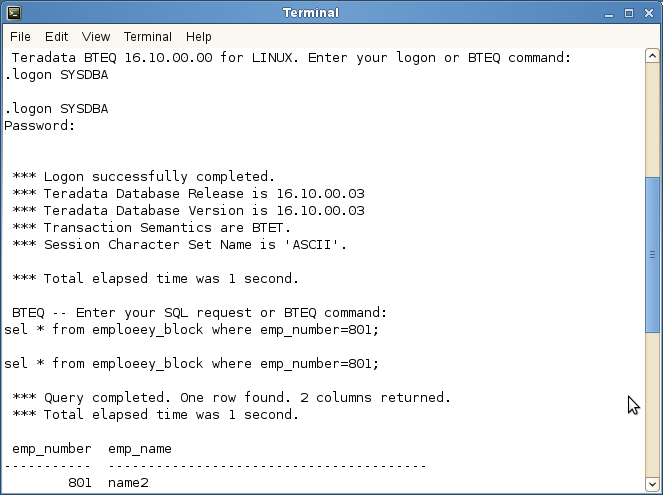 Terminal
File Edit View Terminal Help
Teradata BTEQ 16.10.00.00 for LINUX. Enter your logon or BTEQ command:
.logon SYSDBA
.logon SYSDBA
Password:
*** Logon successfully completed.
*** Teradata Database Release is 16.10.00.03
*** Teradata Database Version is 16.10.00.03
*** Transaction Semantics are BTET.
*** Session Character Set Name is 'ASCII'.
*** Total elapsed time was 1 second.
BTEQ -- Enter your SQL request or BTEQ command:
sel * from emploeey_block where emp_number=801;
sel * from emploeey_block where emp_number=801;
*** Query completed. One row found. 2 columns returned.
*** Total elapsed time was 1 second.
emp_number emp_name
----------- ----------------------------------------
801 name2